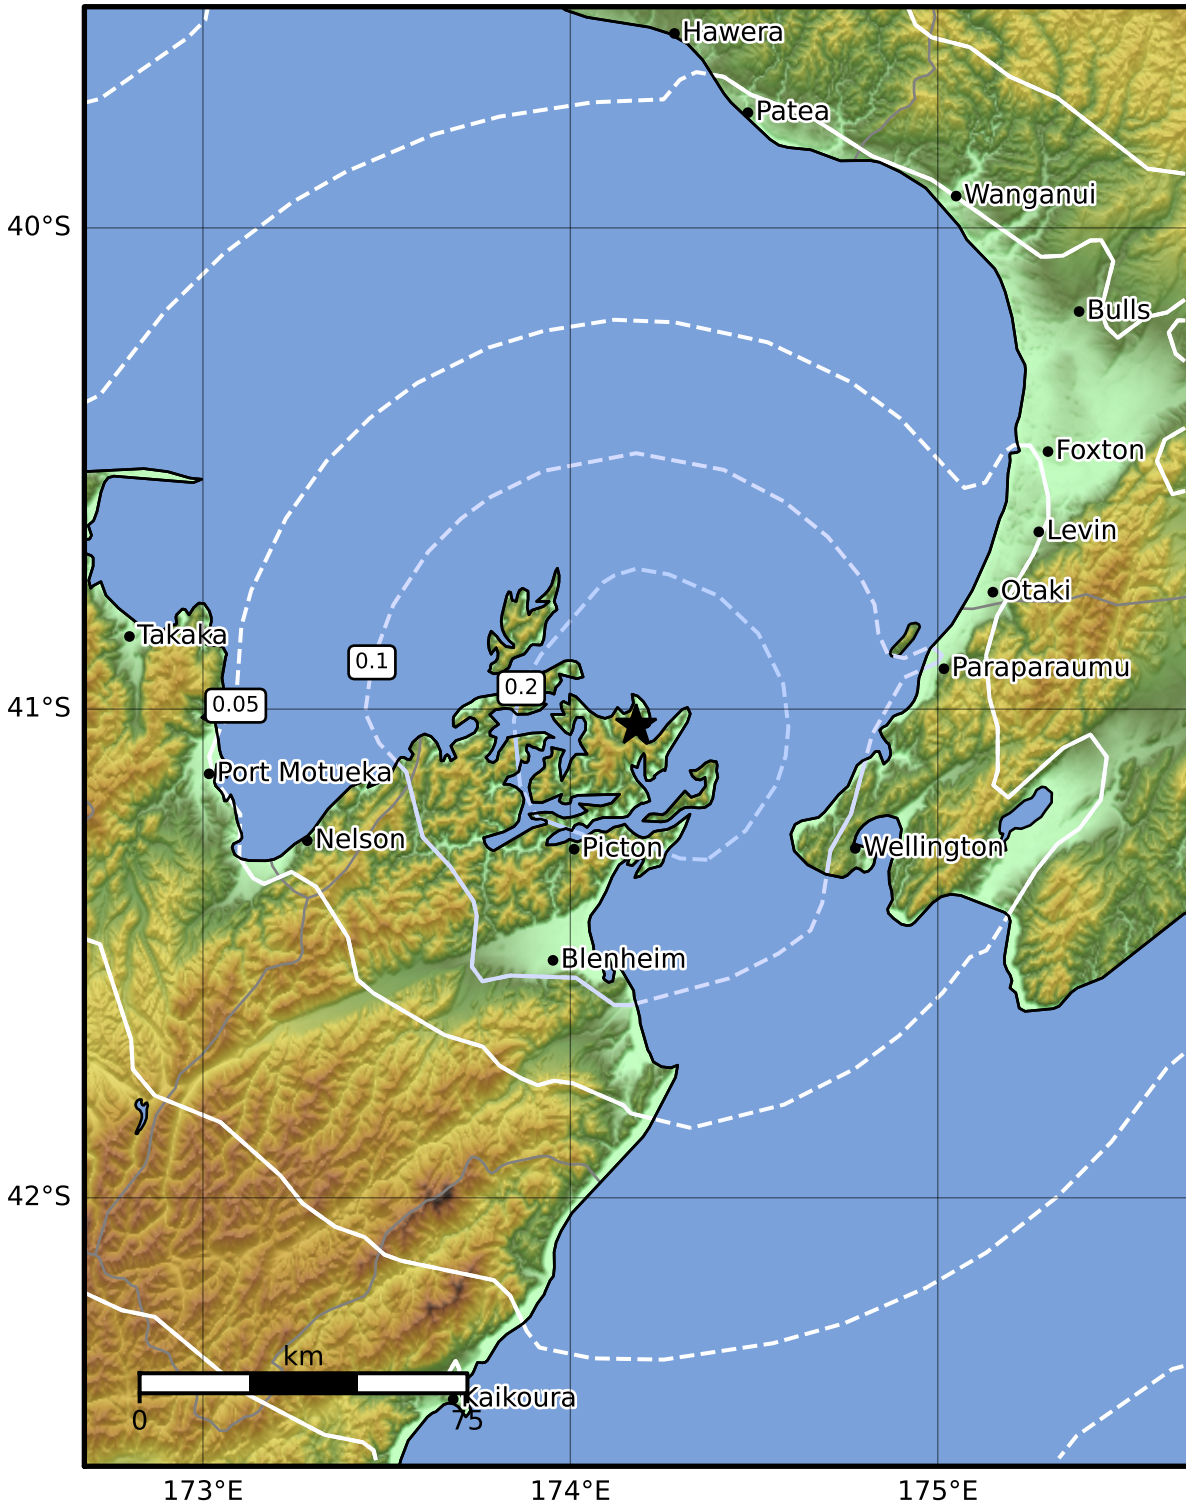 Hawera
Patea
Wanganui
40°S
Bulls
Foxton
Levin
Otaki
Takaka
0.1
Paraparaumu
0.2
0.05
41°S
Port Motueka
Nelson
Picton
Wellington
Blenheim
42°S
km
Kaikoura
0
75
173°E
174°E
175°E